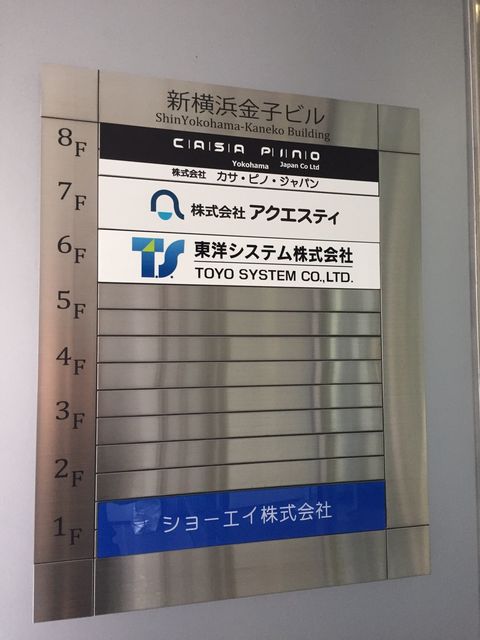 新横浜金子ビル
ShinYokohama-Kaneko Building
8F
CASA PINO
Yokohama Japan Co Ltd
株式会社 カサ・ピノ・ジャパン
7F
株式会社 アクエスティ
6F
T.S.
東洋システム株式会社
TOYO SYSTEM CO.,LTD.
5F
4F
3F
2F
1F
ショーエイ株式会社